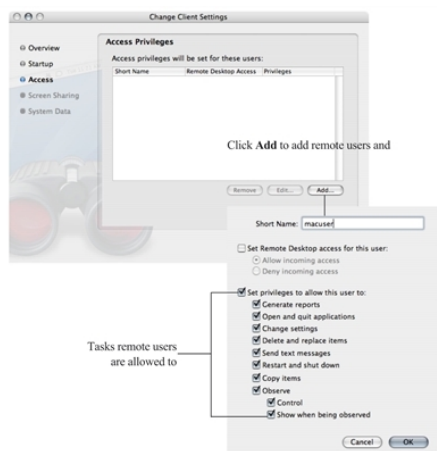 Change Client Settings
Overview
Startup
Access
Screen Sharing
System Data
Access Privileges
Access privileges will be set for these users:
Short Name Remote Desktop Access Privileges
Click Add to add remote users and
Remove Edit... Add...
Short Name: macuser
Set Remote Desktop access for this user:
Allow incoming access
Deny incoming access
Set privileges to allow this user to:
Generate reports
Open and quit applications
Change settings
Delete and replace items
Send text messages
Restart and shut down
Copy items
Observe
Control
Show when being observed
Tasks remote users
are allowed to
Cancel OK